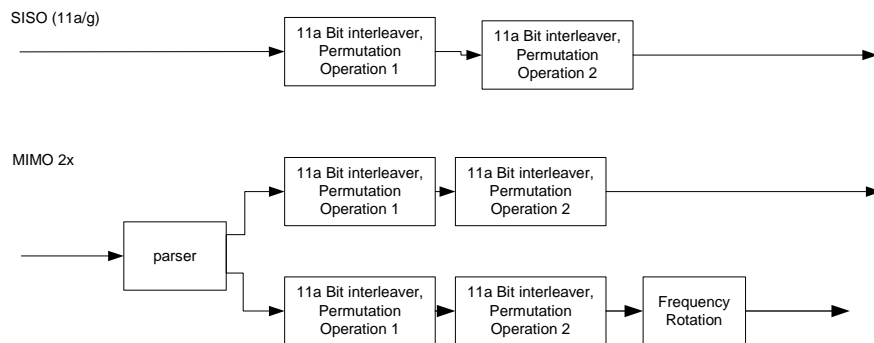 SISO (11a/g)
11a Bit interleaver,
Permutation
Operation 1
11a Bit interleaver,
Permutation
Operation 2
MIMO 2x
parser
11a Bit interleaver,
Permutation
Operation 1
11a Bit interleaver,
Permutation
Operation 2
11a Bit interleaver,
Permutation
Operation 1
11a Bit interleaver,
Permutation
Operation 2
Frequency
Rotation